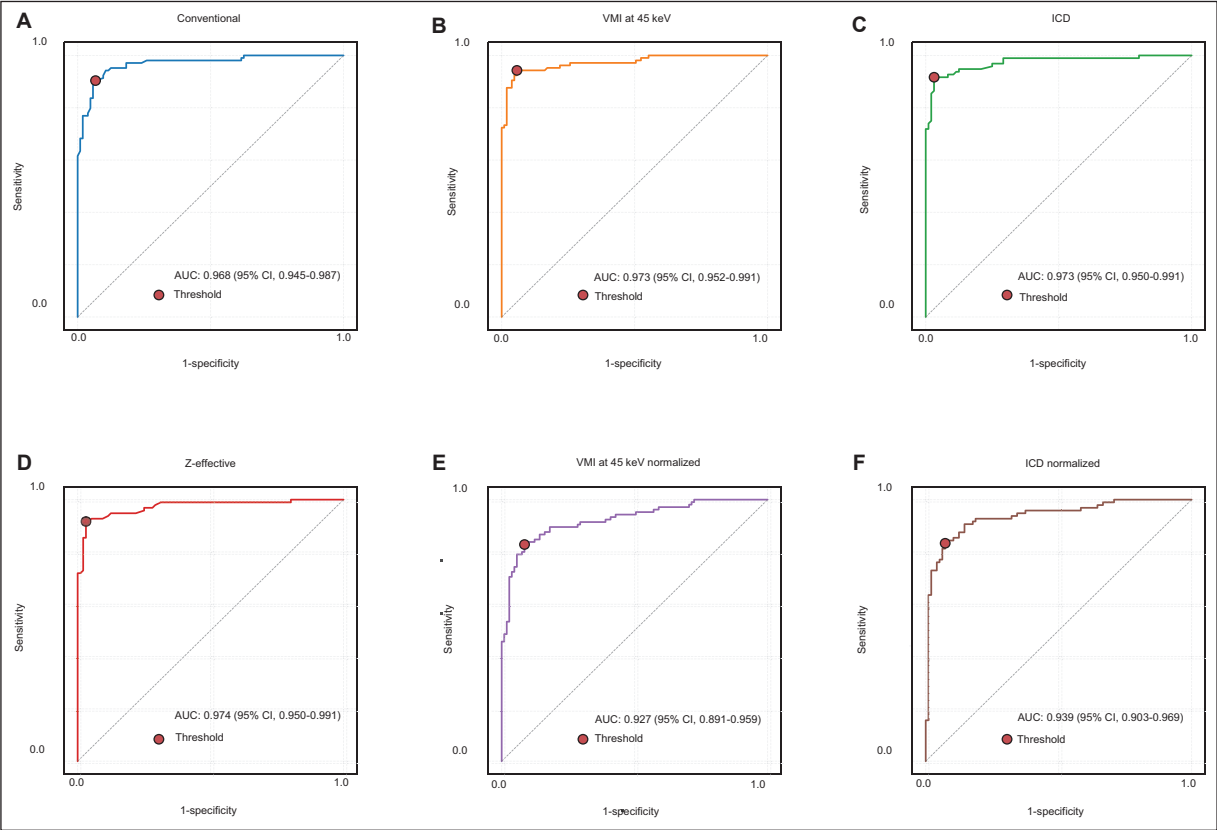 A
Conventional
1.0
Sensitivity
AUC: 0.968 (95% CI, 0.945-0.987)
Threshold
0.0
0.0
1.0
1-specificity
B
VMI at 45 keV
1.0
Sensitivity
AUC: 0.973 (95% CI, 0.952-0.991)
Threshold
0.0
0.0
1.0
1-specificity
C
ICD
1.0
Sensitivity
AUC: 0.973 (95% CI, 0.950-0.991)
Threshold
0.0
0.0
1.0
1-specificity
D
Z-effective
1.0
Sensitivity
AUC: 0.974 (95% CI, 0.950-0.991)
Threshold
0.0
0.0
1.0
1-specificity
E
VMI at 45 keV normalized
1.0
Sensitivity
AUC: 0.927 (95% CI, 0.891-0.959)
Threshold
0.0
0.0
1.0
1-specificity
F
ICD normalized
1.0
Sensitivity
AUC: 0.939 (95% CI, 0.903-0.969)
Threshold
0.0
0.0
1.0
1-specificity